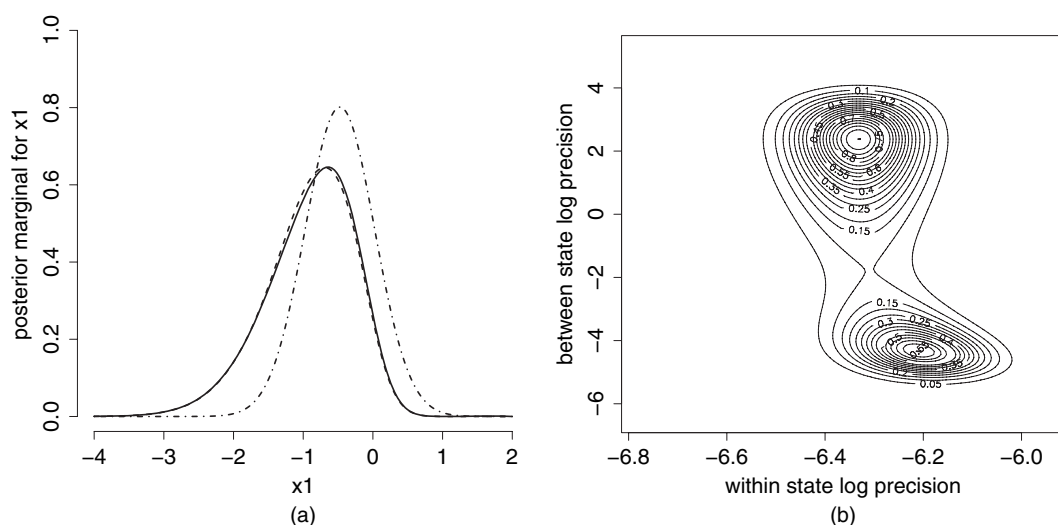 posterior marginal for x1
1.0
0.8
0.6
0.4
0.2
0.0
−4 −3 −2 −1 0 1 2
x1
(a)
between state log precision
4
2
0
−2
−4
−6
0.1 0.2
0.35
0.4
0.25
0.15
0.15
0.25
0.3
0.05
−6.8 −6.6 −6.4 −6.2 −6.0
within state log precision
(b)